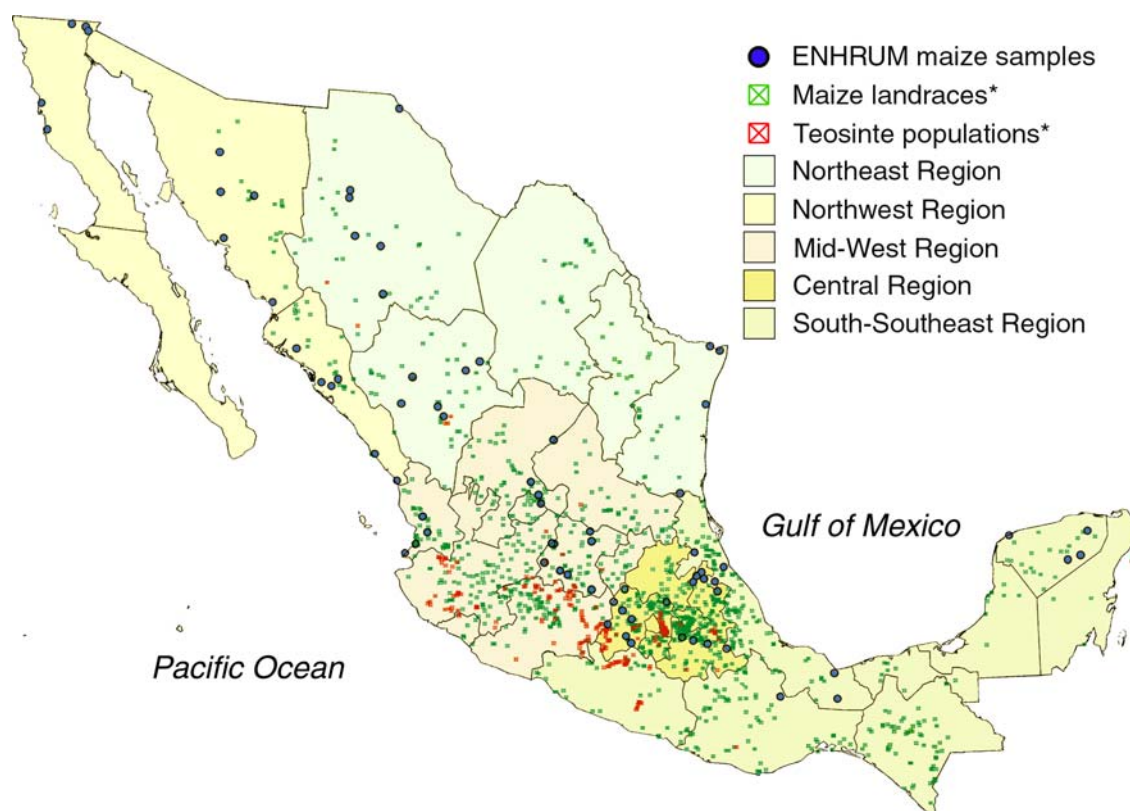 ENHRUM maize samples
Maize landraces*
Teosinte populations*
Northeast Region
Northwest Region
Mid-West Region
Central Region
South-Southeast Region
Gulf of Mexico
Pacific Ocean